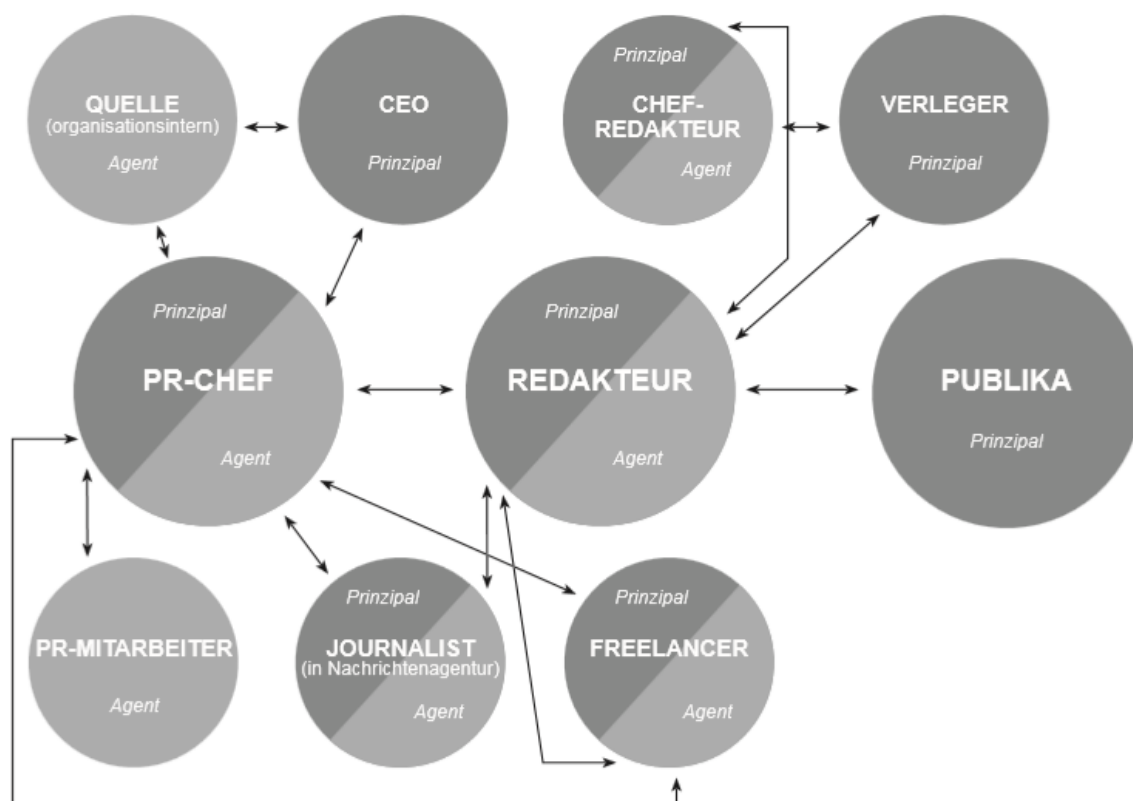 QUELLE
(organisationsintern)
Agent
CEO
Prinzipal
Prinzipal
CHEF-
REDAKTEUR
Agent
VERLEGER
Prinzipal
Prinzipal
PR-CHEF
Agent
Prinzipal
REDAKTEUR
Agent
PUBLIKA
Prinzipal
PR-MITARBEITER
Agent
Prinzipal
JOURNALIST
(in Nachrichtenagentur)
Agent
Prinzipal
FREELANCER
Agent